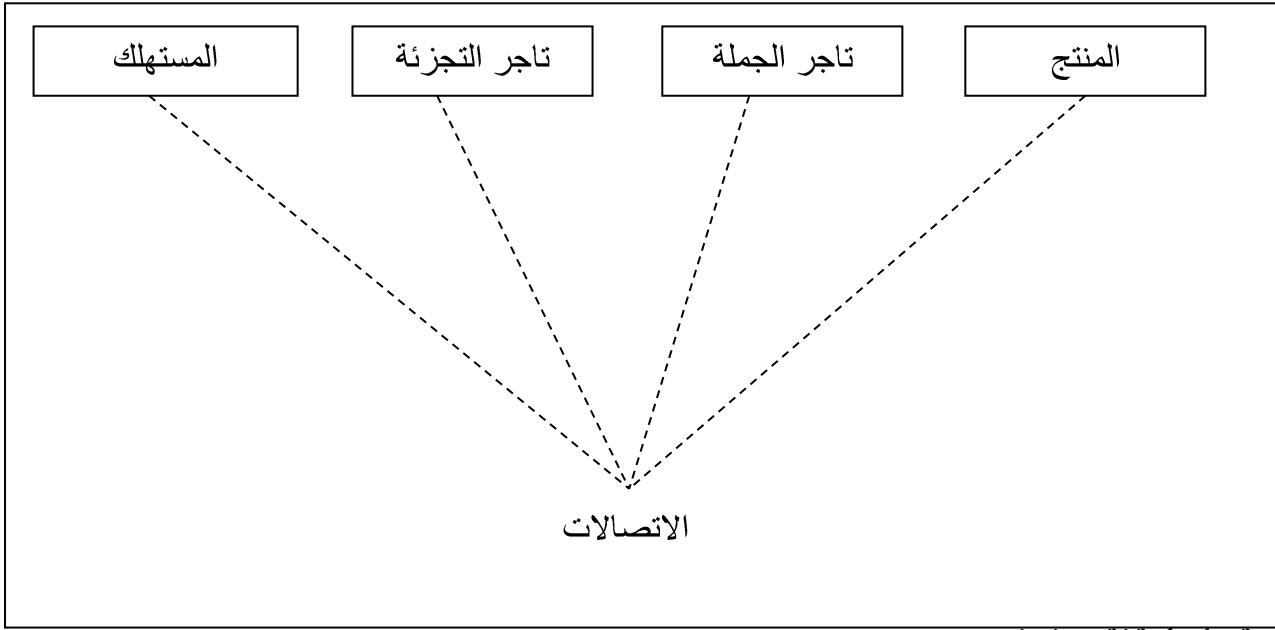 المنتج
تاجر الجملة
تاجر التجزئة
المستهلك
الاتصالات